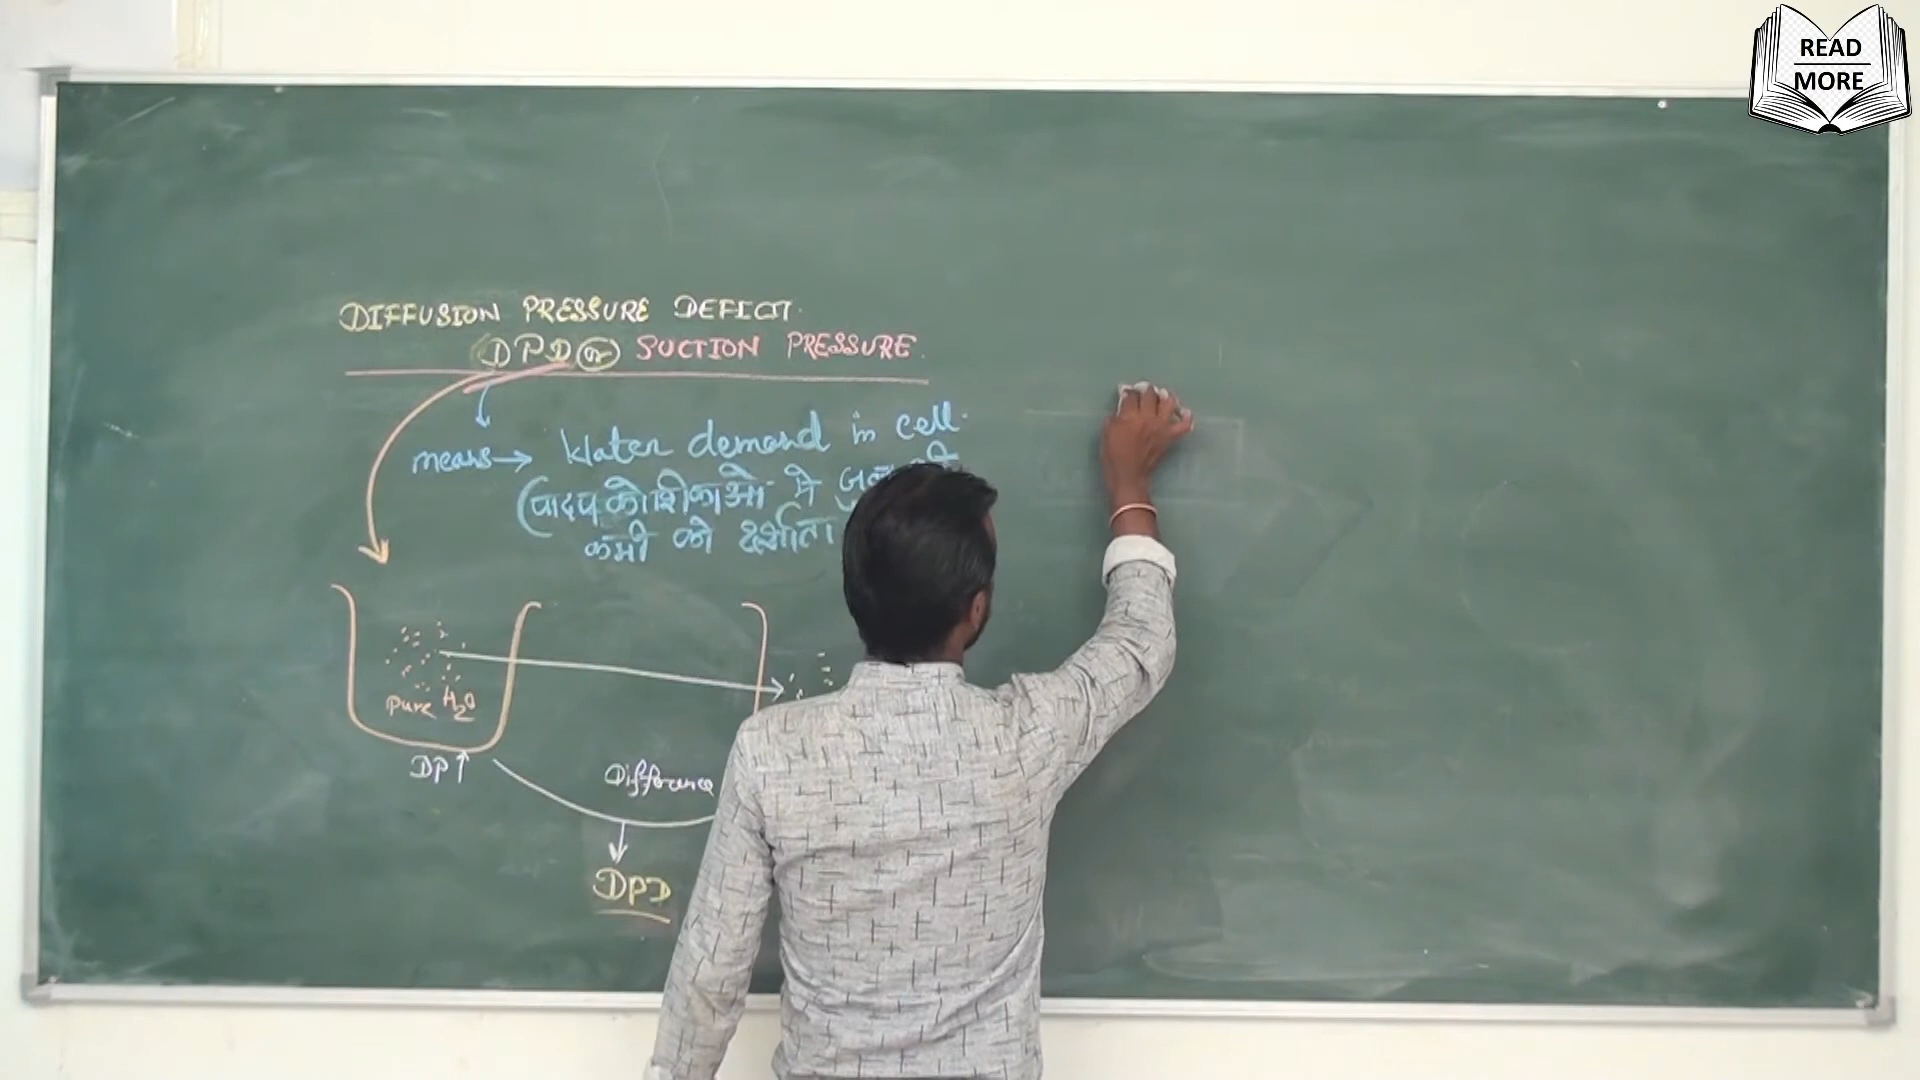 READ
MORE
DIFFUSION PRESSURE DEFICIT.
DPD or SUCTION PRESSURE.
means → Water demand in cell.
(पादप कोशिकाओं में
कमी को दर्शाता
pure H2O
DP↑
Difference
DPD